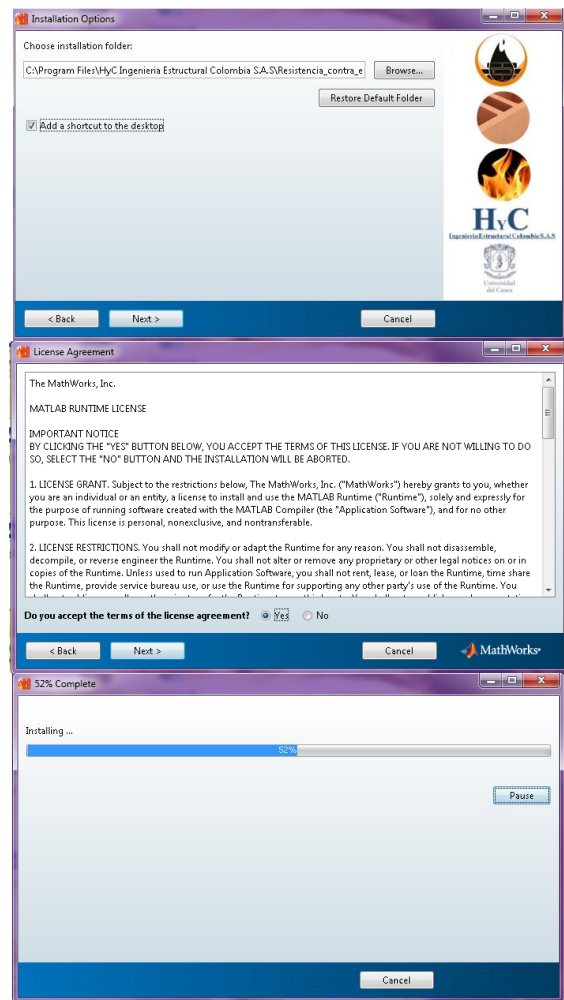 Installation Options
Choose installation folder:
C:\Program Files\HyC Ingenieria Estructural Colombia S.A.S\Resistencia_contra_e
Browse...
Restore Default Folder
Add a shortcut to the desktop
HYC
Ingenieria Estructural Colombia S.A.S
Universidad
del Cauca
< Back
Next >
Cancel
License Agreement
The MathWorks, Inc.
MATLAB RUNTIME LICENSE
IMPORTANT NOTICE
BY CLICKING THE "YES" BUTTON BELOW, YOU ACCEPT THE TERMS OF THIS LICENSE. IF YOU ARE NOT WILLING TO DO
SO, SELECT THE "NO" BUTTON AND THE INSTALLATION WILL BE ABORTED.
1. LICENSE GRANT. Subject to the restrictions below, The MathWorks, Inc. ("MathWorks") hereby grants to you, whether
you are an individual or an entity, a license to install and use the MATLAB Runtime ("Runtime"), solely and expressly for
the purpose of running software created with the MATLAB Compiler (the "Application Software"), and for no other
purpose. This license is personal, nonexclusive, and nontransferable.
2. LICENSE RESTRICTIONS. You shall not modify or adapt the Runtime for any reason. You shall not disassemble,
decompile, or reverse engineer the Runtime. You shall not alter or remove any proprietary or other legal notices on or in
copies of the Runtime. Unless used to run Application Software, you shall not rent, lease, or loan the Runtime, time share
the Runtime, provide service bureau use, or use the Runtime for supporting any other party's use of the Runtime. You
Do you accept the terms of the license agreement?
Yes
No
< Back
Next >
Cancel
MathWorks
52% Complete
Installing ...
52%
Pause
Cancel